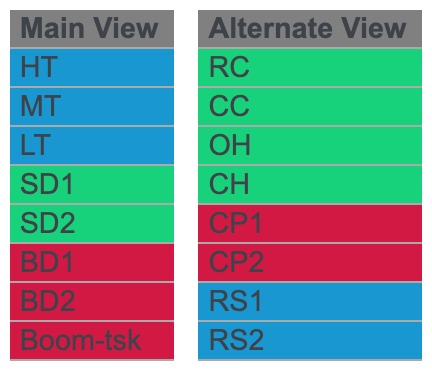 Main View
HT
MT
LT
SD1
SD2
BD1
BD2
Boom-tsk
Alternate View
RC
CC
OH
CH
CP1
CP2
RS1
RS2